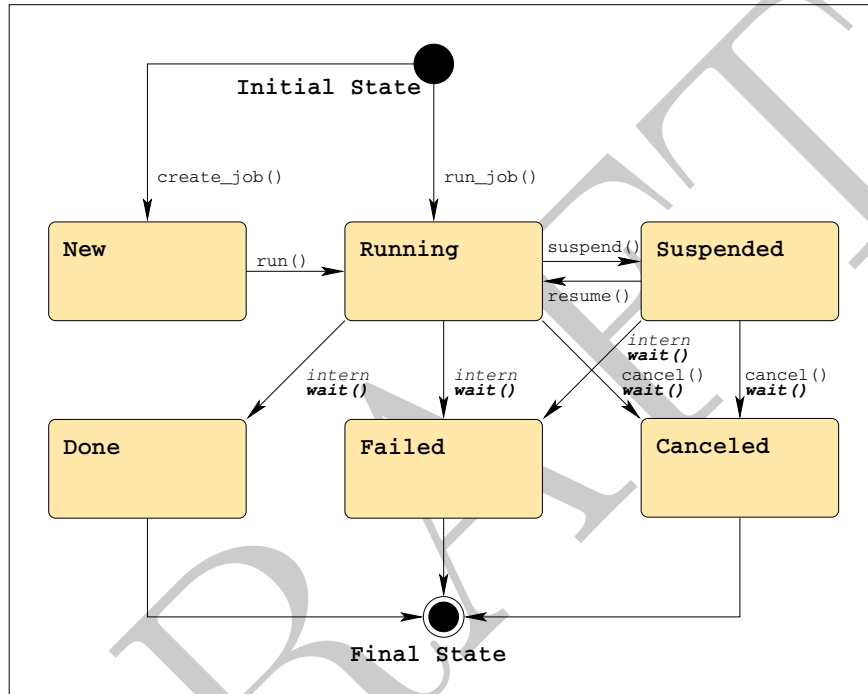 Initial State
create_job()
run_job()
New
Running
Suspended
run()
suspend()
resume()
intern
wait()
intern
wait()
intern
wait()
cancel()
wait()
cancel()
wait()
Done
Failed
Canceled
Final State
DRAFT